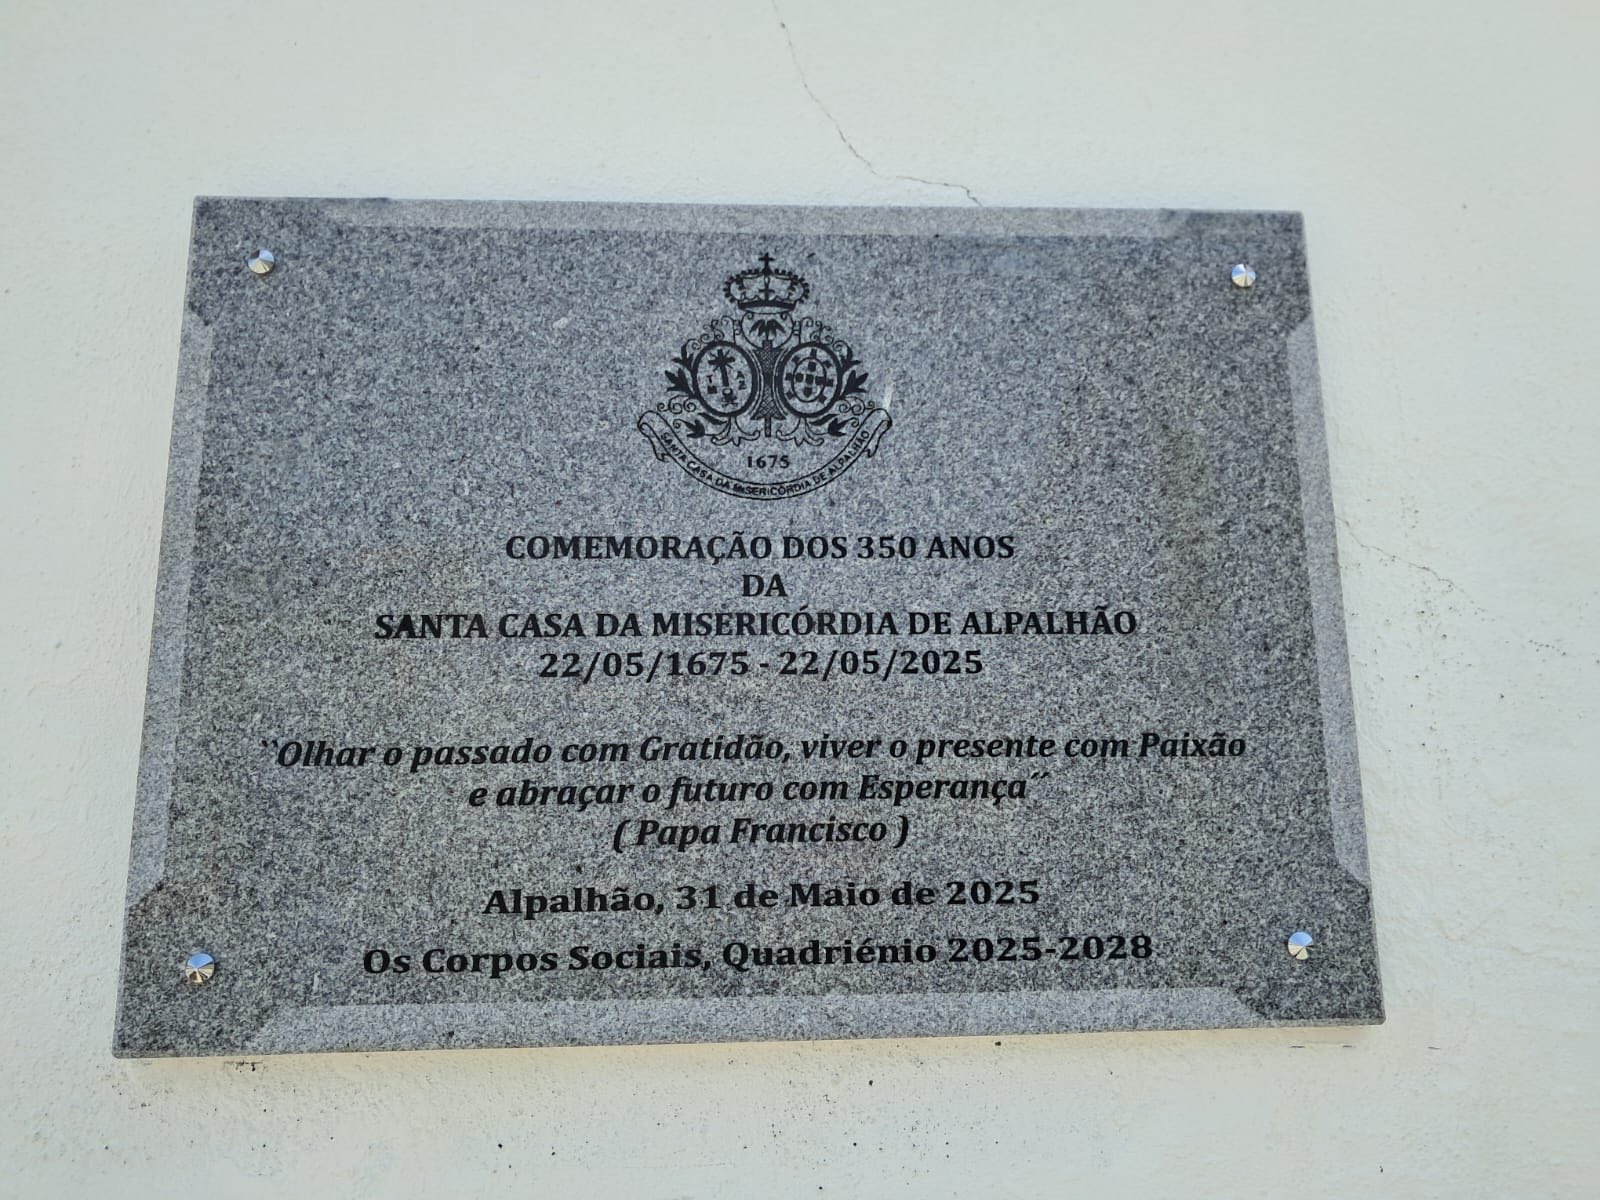 1675
SANTA CASA DA MISERICÓRDIA DE ALPALHÃO
COMEMORAÇÃO DOS 350 ANOS
DA
SANTA CASA DA MISERICÓRDIA DE ALPALHÃO
22/05/1675 - 22/05/2025
``Olhar o passado com Gratidão, viver o presente com Paixão
e abraçar o futuro com Esperança´´
( Papa Francisco )
Alpalhão, 31 de Maio de 2025
Os Corpos Sociais, Quadriénio 2025-2028